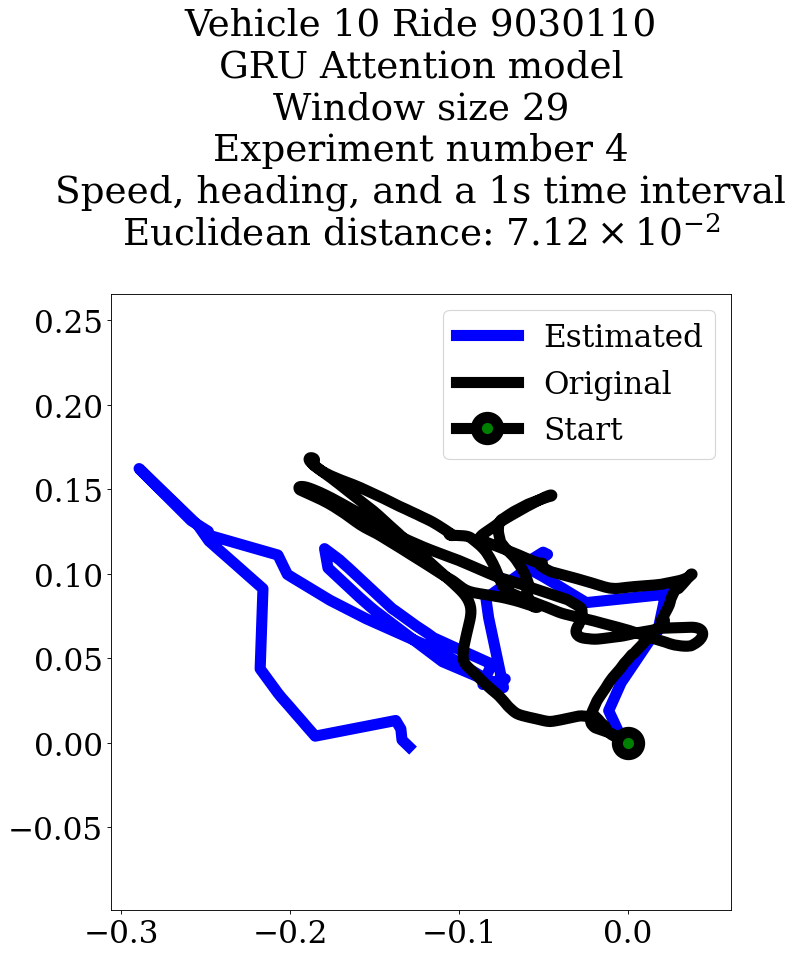 Vehicle 10 Ride 9030110
GRU Attention model
Window size 29
Experiment number 4
Speed, heading, and a 1s time interval
Euclidean distance: 7.12 × 10⁻²
Estimated
Original
Start
0.25
0.20
0.15
0.10
0.05
0.00
−0.05
−0.3 −0.2 −0.1 0.0